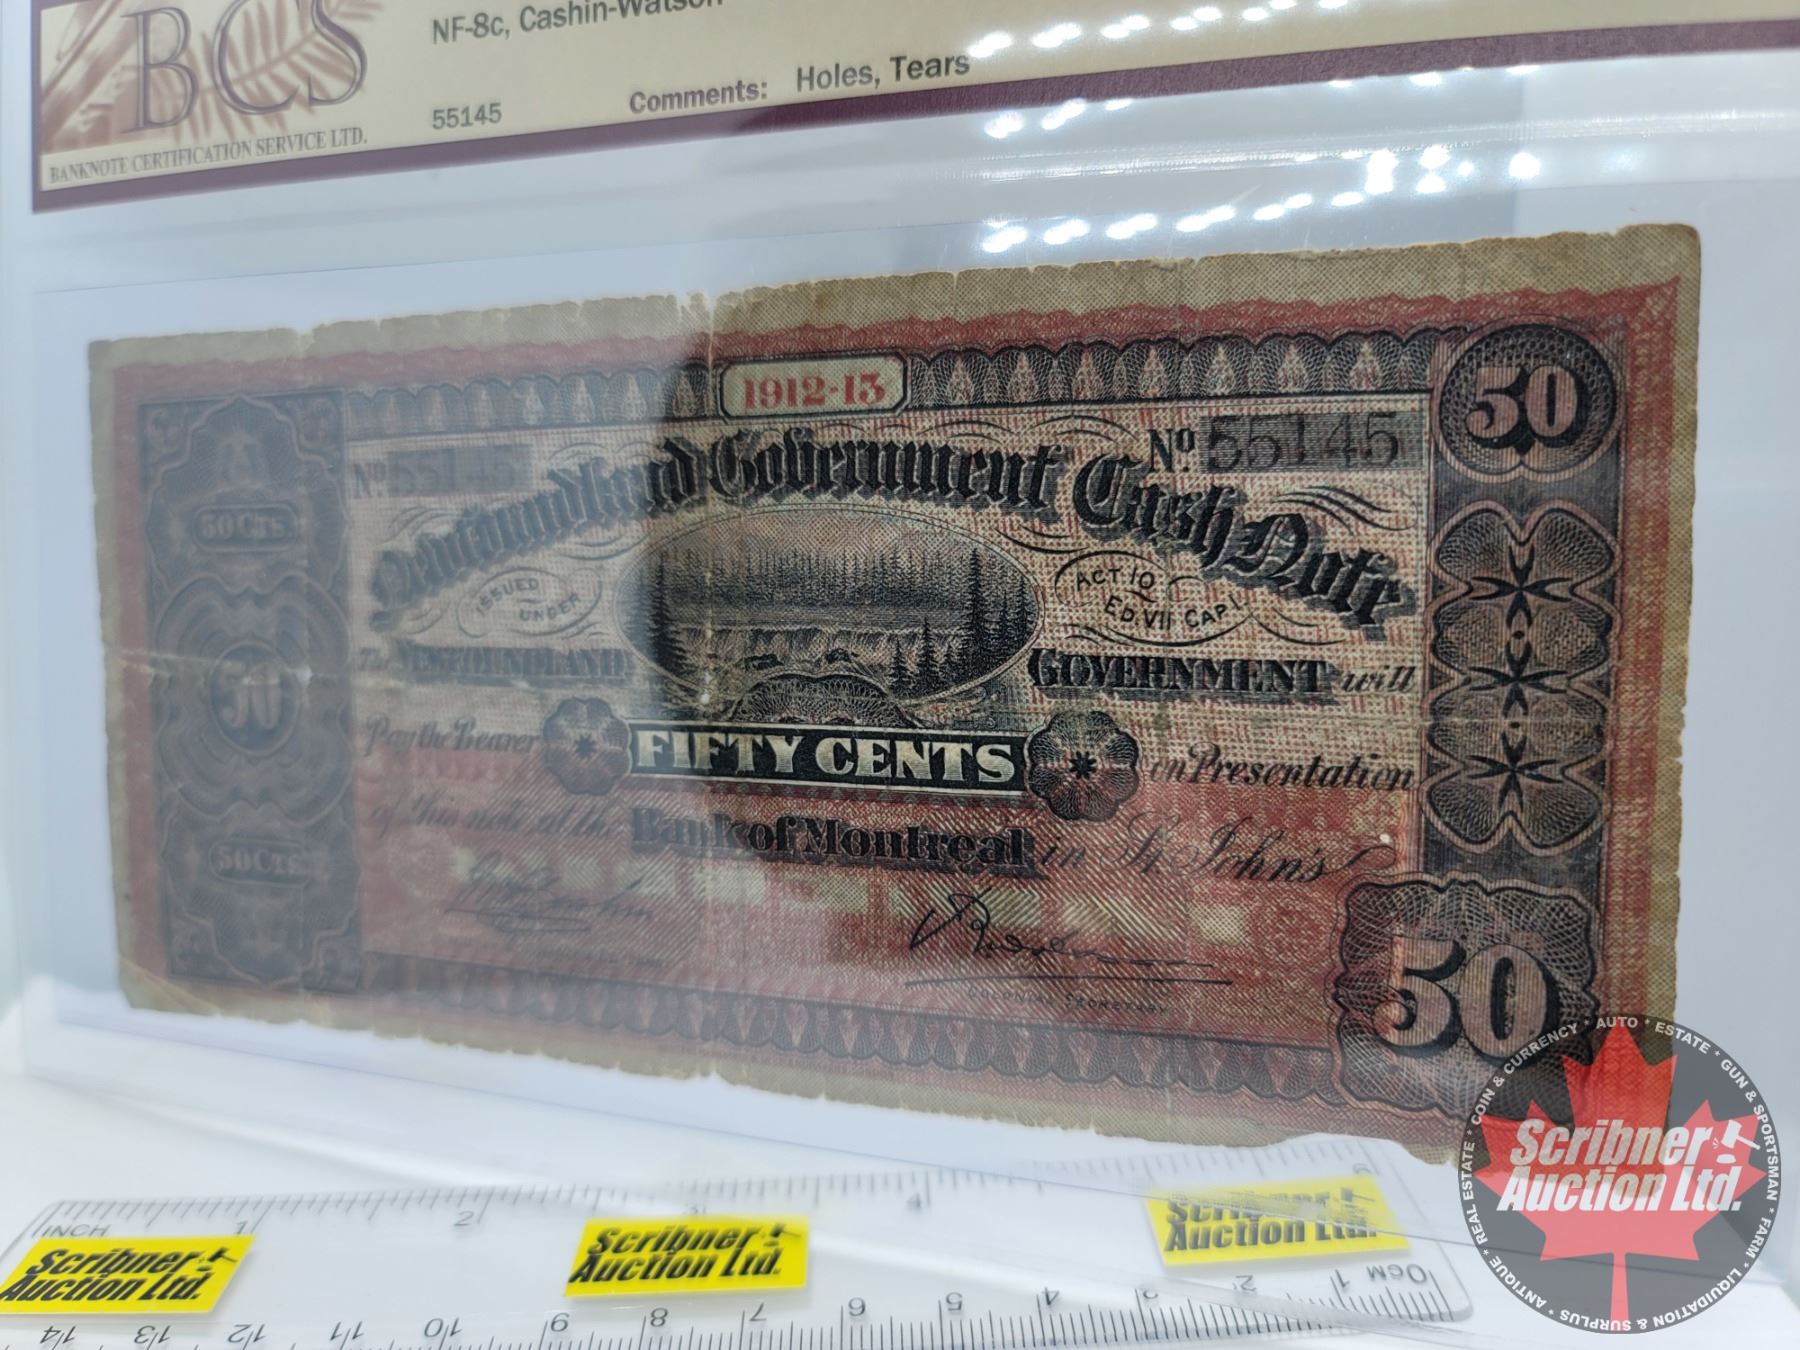 BCS
BANKNOTE CERTIFICATION SERVICE LTD.
NF-8c, Cashin-Watson
55145
Comments: Holes, Tears
1912-13
50
No. 55145
No. 55145
Newfoundland Government Cash Note
50 Cts.
ISSUED UNDER
ACT 10 ED. VII CAP I
The NEWFOUNDLAND GOVERNMENT will
50
Pay the Bearer FIFTY CENTS on Presentation
of this note, at the Bank of Montreal in St. John's
50 Cts.
COLONIAL SECRETARY
50
INCH 1 2 3 4 5
Scribner Auction Ltd.
Scribner Auction Ltd.
Scribner Auction Ltd.
14 13 12 11 10 9 8 7 6 5 4 3 2 1 0CM
Scribner
Auction Ltd.
COIN & CURRENCY * AUTO * ESTATE * GUN & SPORTSMAN * FARM * LIQUIDATION & SURPLUS * ANTIQUE * REAL ESTATE *